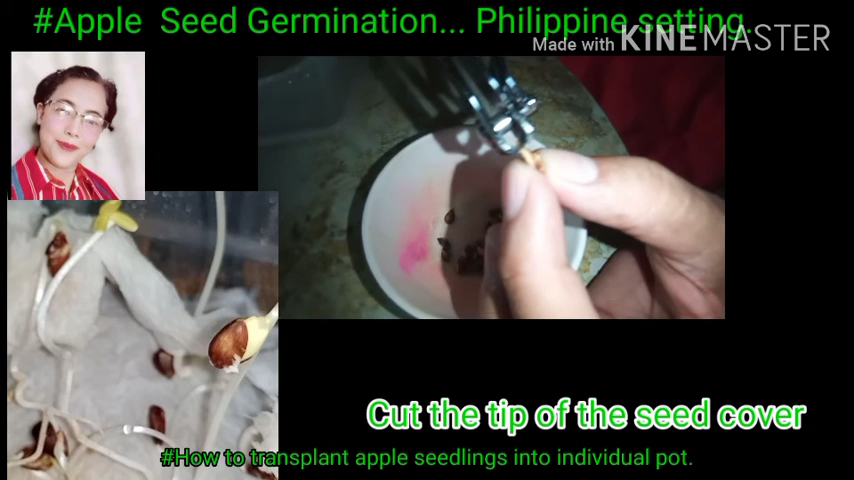 #Apple Seed Germination... Philippine setting.
Made with KINEMASTER
Cut the tip of the seed cover
#How to transplant apple seedlings into individual pot.